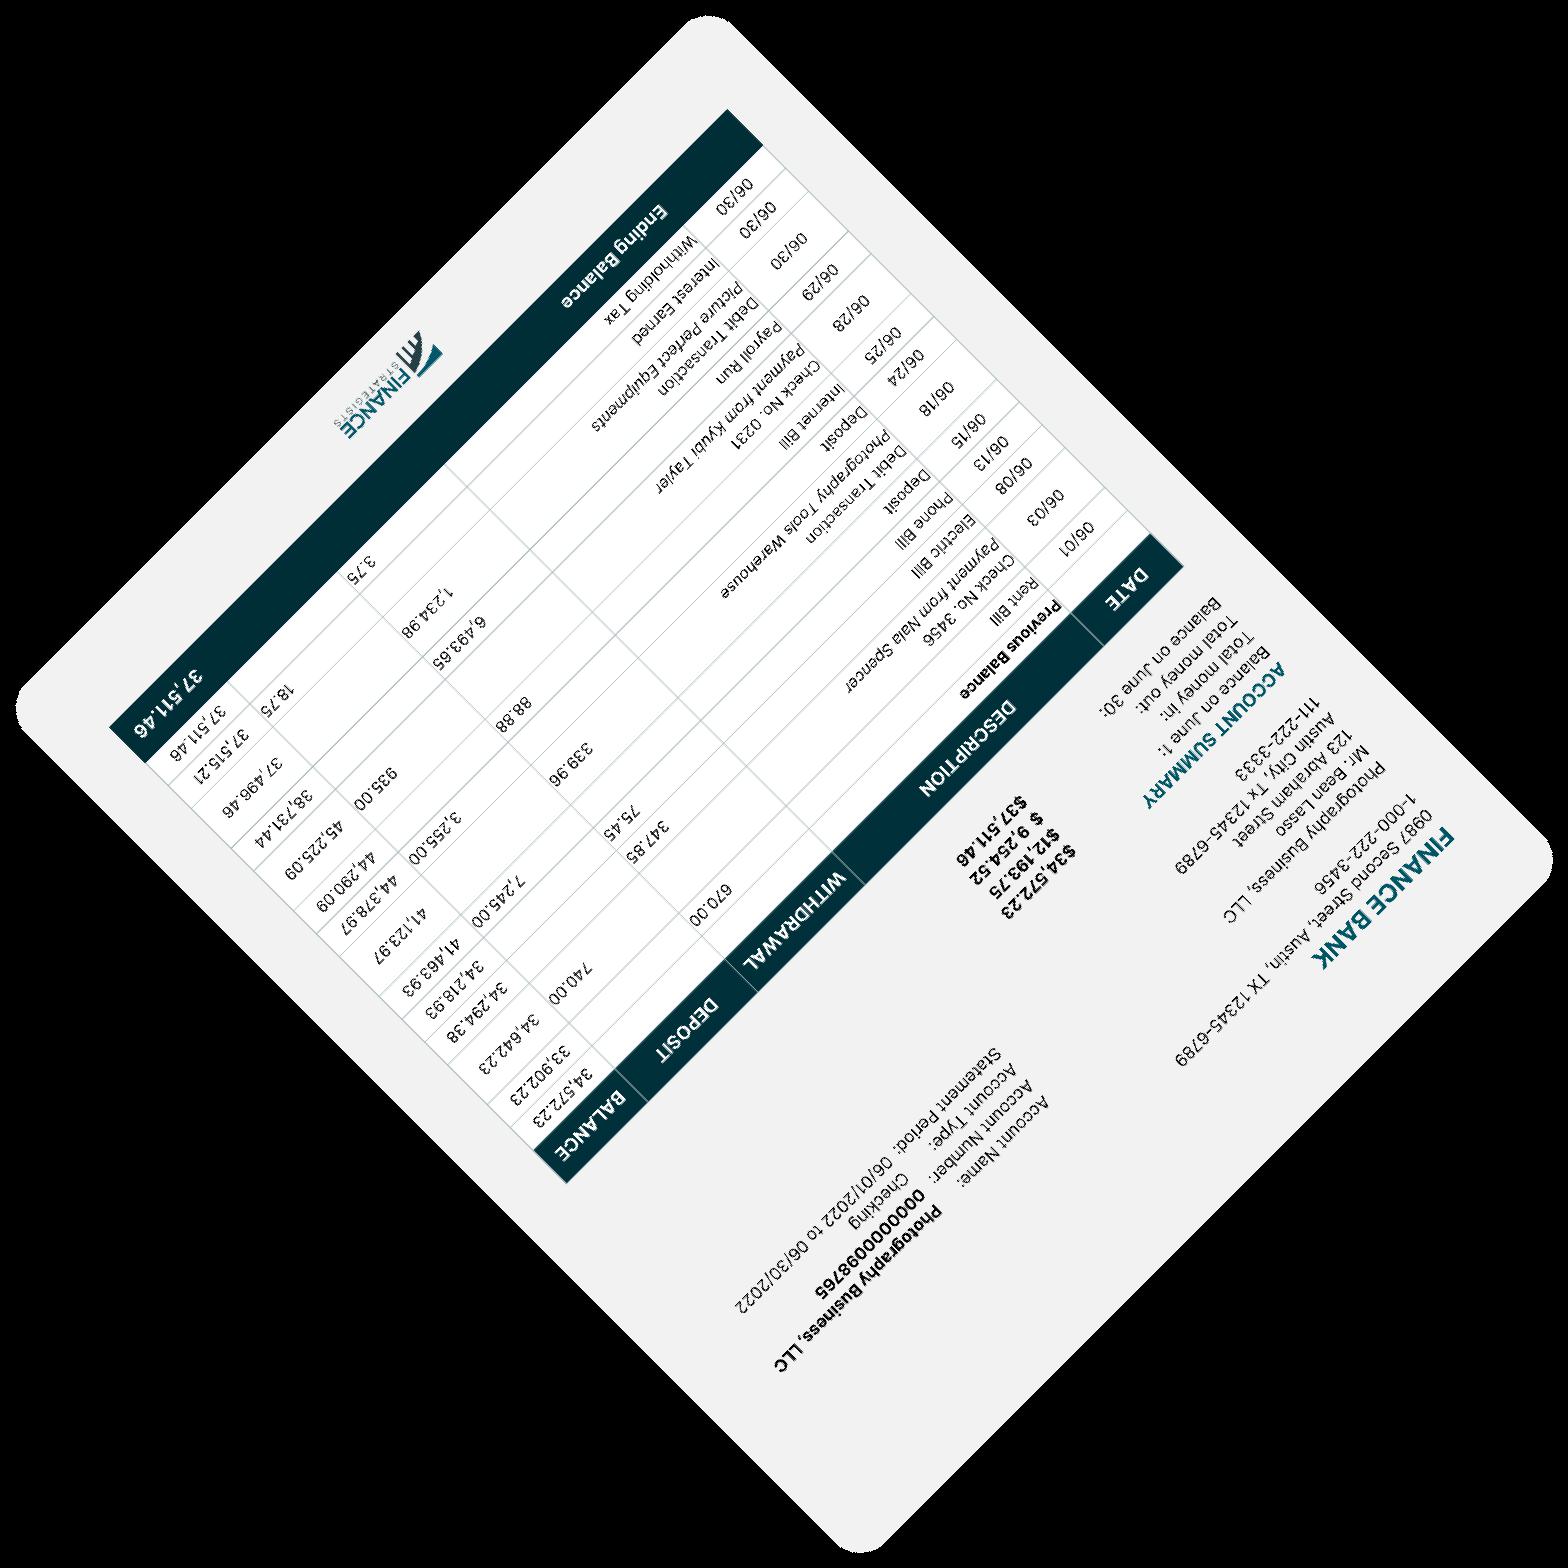 FINANCE BANK
0987 Second Street, Austin, TX 12345-6789
1-000-222-3456
Photography Business, LLC
Mr. Bean Lasso
123 Abraham Street
Austin City, Tx 12345-6789
111-222-3333
Account Name: Photography Business, LLC
Account Number: 0000000098765
Account Type: Checking
Statement Period: 06/01/2022 to 06/30/2022
ACCOUNT SUMMARY
Balance on June 1: $34,572.23
Total money in: $12,193.75
Total money out: $ 9,254.52
Balance on June 30: $37,511.46
DATE DESCRIPTION WITHDRAWAL DEPOSIT BALANCE
Previous Balance 34,572.23
06/01 Rent Bill 670.00 33,902.23
06/03 Check No. 3456 740.00 34,642.23
Payment from Nala Spencer
06/08 Electric Bill 347.85 34,294.38
06/13 Phone Bill 75.45 34,218.93
06/15 Deposit 7,245.00 41,463.93
06/18 Debit Transaction 339.96 41,123.97
Photography Tools Warehouse
06/24 Deposit 3,255.00 44,378.97
06/25 Internet Bill 88.88 44,290.09
06/28 Check No. 0231 935.00 45,225.09
Payment from Kyubi Tayler
06/29 Payroll Run 6,493.65 38,731.44
06/30 Debit Transaction 1,234.98 37,496.46
Picture Perfect Equipments
06/30 Interest Earned 18.75 37,515.21
06/30 Withholding Tax 3.75 37,511.46
Ending Balance 37,511.46
FINANCE
STRATEGISTS